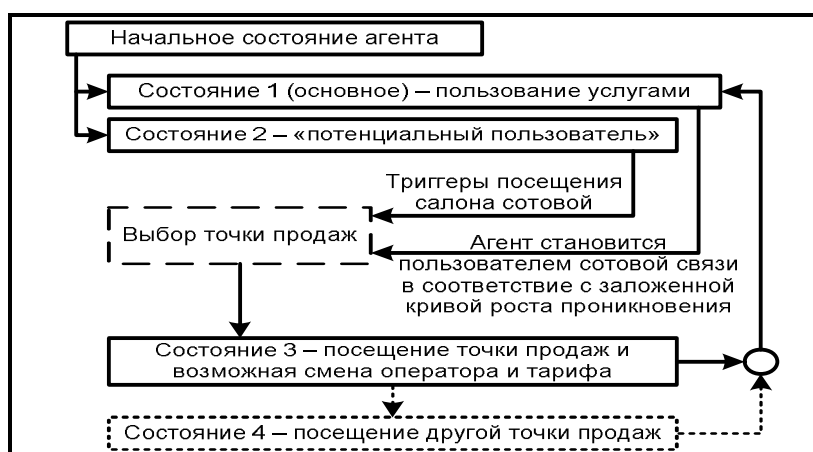 Начальное состояние агента
Состояние 1 (основное) – пользование услугами
Состояние 2 – «потенциальный пользователь»
Триггеры посещения
салона сотовой
Выбор точки продаж
Агент становится
пользователем сотовой связи
в соответствие с заложенной
кривой роста проникновения
Состояние 3 – посещение точки продаж и
возможная смена оператора и тарифа
Состояние 4 – посещение другой точки продаж